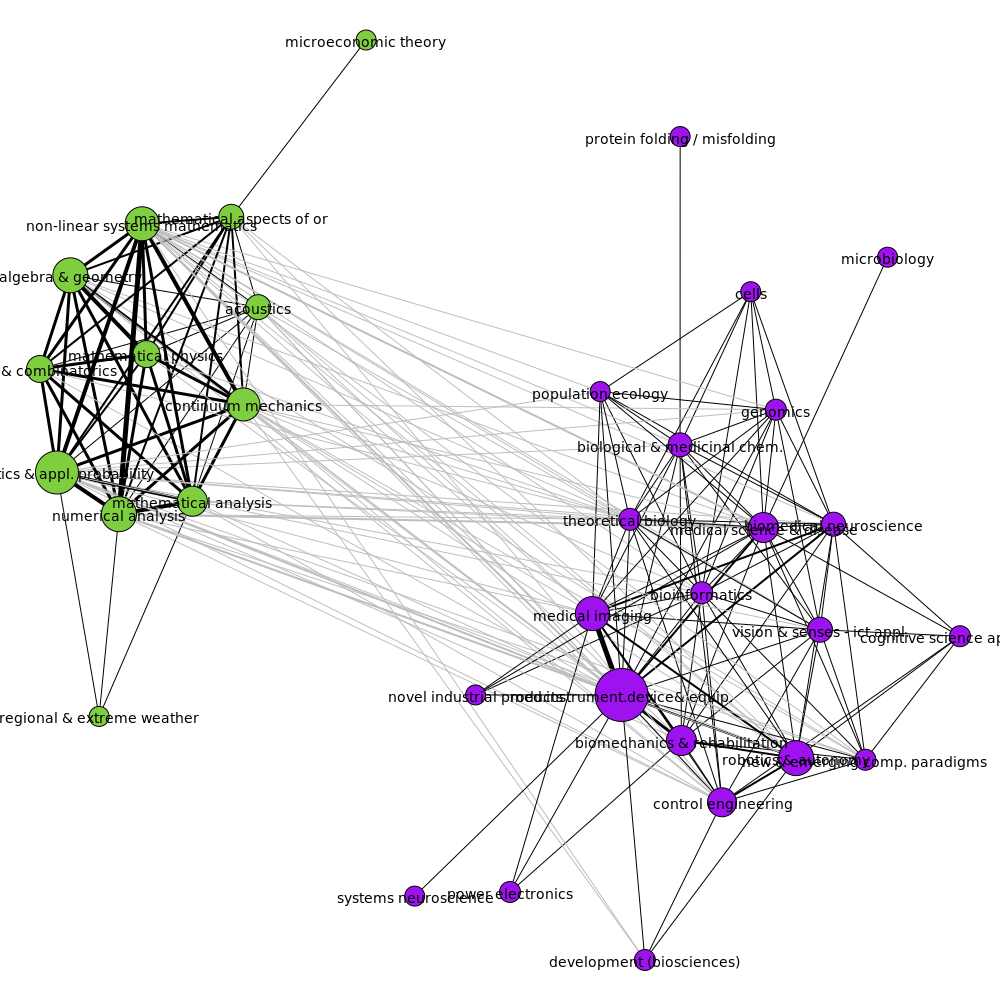 microeconomic theory
protein folding / misfolding
mathematical aspects of or
non-linear systems mathematics
microbiology
algebra & geometry
cells
acoustics
mathematical physics
& combinatorics
population ecology
continuum mechanics
genomics
biological & medicinal chem.
tics & appl. probability
mathematical analysis
numerical analysis
theoretical biology
biomedical neuroscience
medical science & disease
bioinformatics
medical imaging
vision & senses - ict appl.
cognitive science ap
novel industrial products
med.instrument.device& equip.
regional & extreme weather
biomechanics & rehabilitation
robotics & autonomy
new & emerging comp. paradigms
control engineering
systems neuroscience
power electronics
development (biosciences)